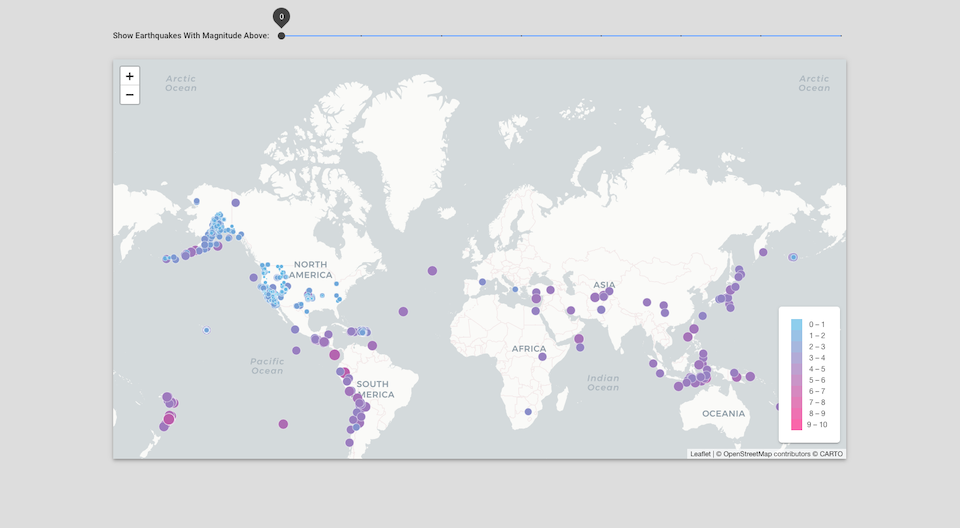 0
Show Earthquakes With Magnitude Above:
+
−
Arctic
Ocean
Arctic
Ocean
NORTH
AMERICA
ASIA
AFRICA
Pacific
Ocean
Indian
Ocean
SOUTH
AMERICA
OCEANIA
0 – 1
1 – 2
2 – 3
3 – 4
4 – 5
5 – 6
6 – 7
7 – 8
8 – 9
9 – 10
Leaflet | © OpenStreetMap contributors © CARTO